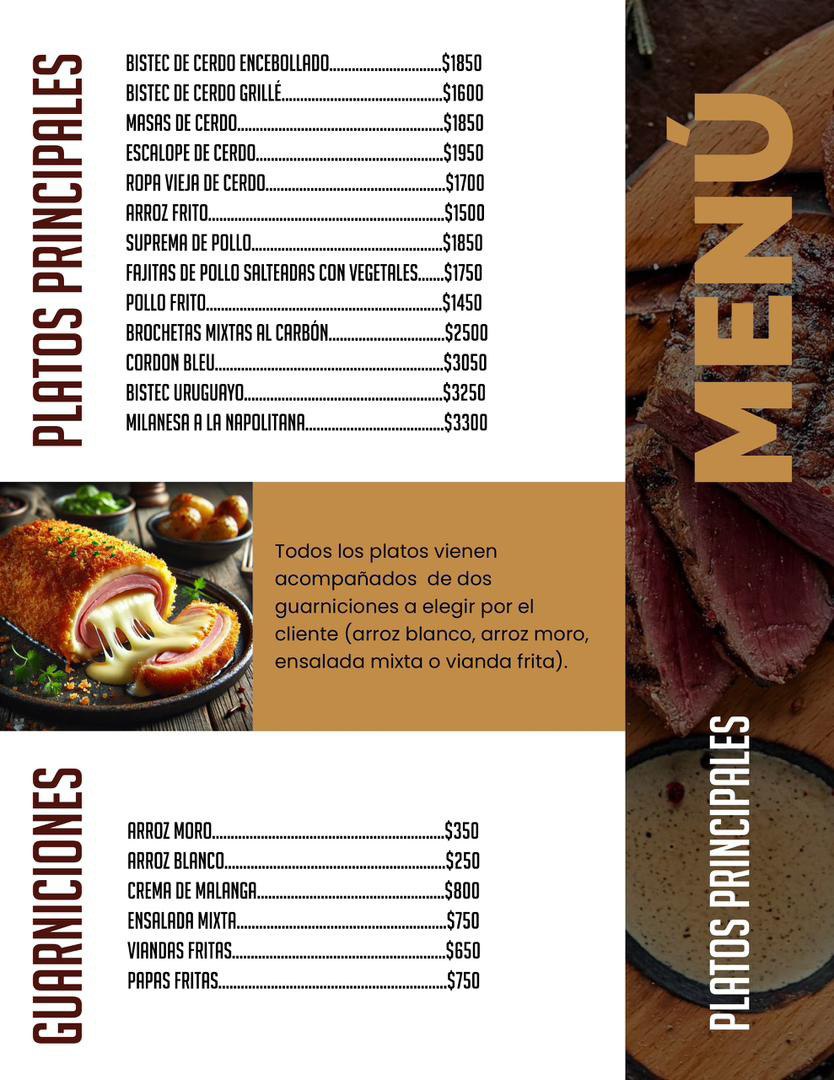 PLATOS PRINCIPALES
BISTEC DE CERDO ENCEBOLLADO................................$1850
BISTEC DE CERDO GRILLÉ..............................................$1600
MASAS DE CERDO...........................................................$1850
ESCALOPE DE CERDO.....................................................$1950
ROPA VIEJA DE CERDO...................................................$1700
ARROZ FRITO...................................................................$1500
SUPREMA DE POLLO.......................................................$1850
FAJITAS DE POLLO SALTEADAS CON VEGETALES.......$1750
POLLO FRITO....................................................................$1450
BROCHETAS MIXTAS AL CARBÓN.................................$2500
CORDON BLEU.................................................................$3050
BISTEC URUGUAYO.........................................................$3250
MILANESA A LA NAPOLITANA........................................$3300
MENÚ
Todos los platos vienen
acompañados  de dos
guarniciones a elegir por el
cliente (arroz blanco, arroz moro,
ensalada mixta o vianda frita).
GUARNICIONES
ARROZ MORO..................................................................$350
ARROZ BLANCO...............................................................$250
CREMA DE MALANGA.....................................................$800
ENSALADA MIXTA............................................................$750
VIANDAS FRITAS.............................................................$650
PAPAS FRITAS.................................................................$750
PLATOS PRINCIPALES